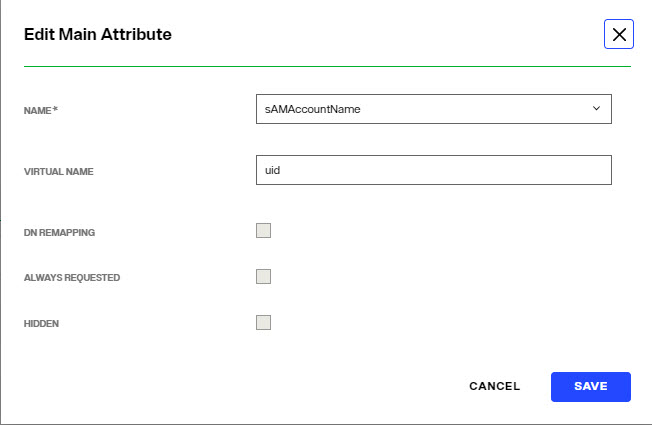 Edit Main Attribute
NAME*
sAMAccountName
VIRTUAL NAME
uid
DN REMAPPING
ALWAYS REQUESTED
HIDDEN
CANCEL
SAVE